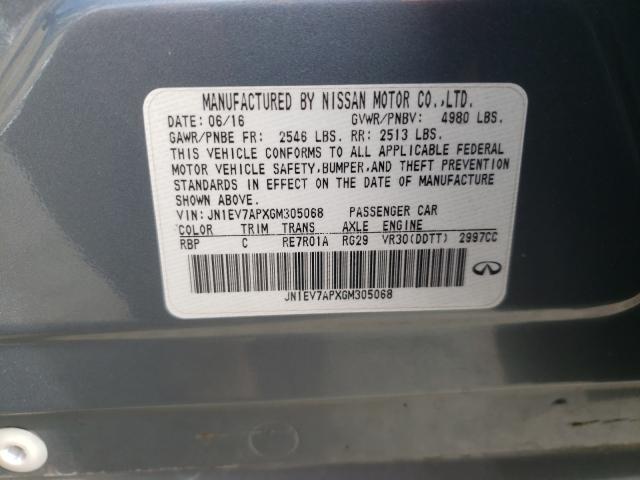 MANUFACTURED BY NISSAN MOTOR CO.,LTD.
DATE: 06/16 GVWR/PNBV: 4980 LBS.
GAWR/PNBE FR: 2546 LBS. RR: 2513 LBS.
THIS VEHICLE CONFORMS TO ALL APPLICABLE FEDERAL
MOTOR VEHICLE SAFETY,BUMPER,AND THEFT PREVENTION
STANDARDS IN EFFECT ON THE DATE OF MANUFACTURE
SHOWN ABOVE.
VIN: JN1EV7APXGM305068 PASSENGER CAR
COLOR TRIM TRANS AXLE ENGINE
RBP C RE7R01A RG29 VR30(DDTT) 2997CC
JN1EV7APXGM305068